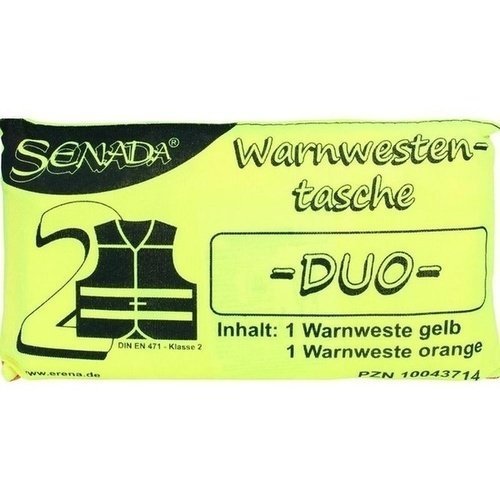 SENADA®
Warnwesten-
tasche
2
-DUO-
Inhalt: 1 Warnweste gelb
1 Warnweste orange
DIN EN 471 - Klasse 2
ww.erena.de
PZN 10043714